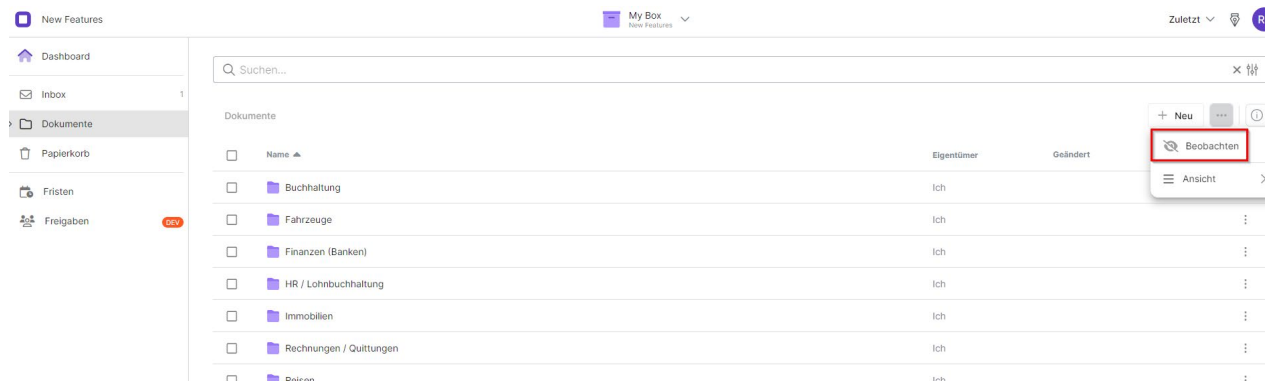 New Features
My Box
New Features
Zuletzt
R
Dashboard
Suchen...
Inbox 1
Dokumente
Papierkorb
Fristen
Freigaben DEV
Dokumente
+ Neu
Beobachten
Ansicht
Name Eigentümer Geändert
Buchhaltung Ich
Fahrzeuge Ich
Finanzen (Banken) Ich
HR / Lohnbuchhaltung Ich
Immobilien Ich
Rechnungen / Quittungen Ich
Reisen Ich